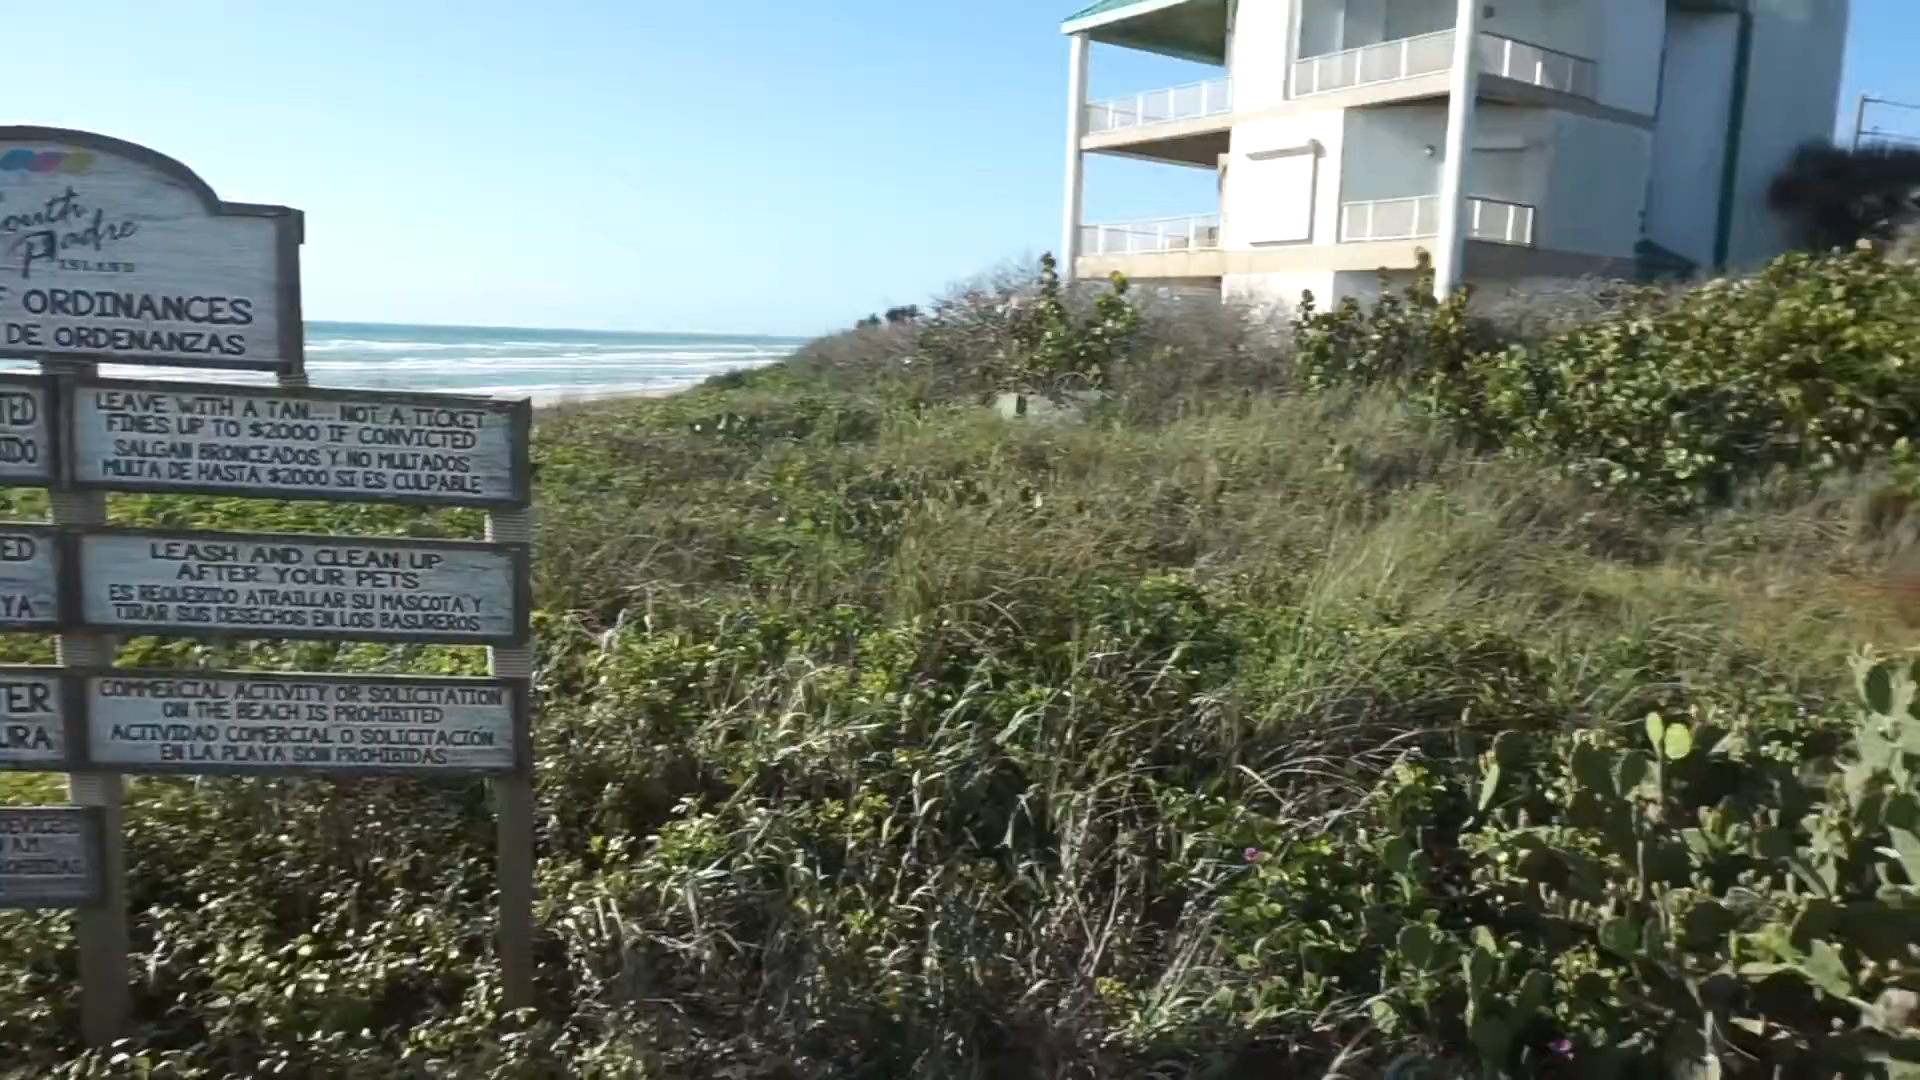 South
Padre
ISLAND
ORDINANCES
DE ORDENANZAS
LEAVE WITH A TAN... NOT A TICKET
FINES UP TO $2000 IF CONVICTED
SALGAN BRONCEADOS Y NO MULTADOS
MULTA DE HASTA $2000 SI ES CULPABLE
LEASH AND CLEAN UP
AFTER YOUR PETS
ES REQUERIDO ATRAILLAR SU MASCOTA Y
TIRAR SUS DESECHOS EN LOS BASUREROS
COMMERCIAL ACTIVITY OR SOLICITATION
ON THE BEACH IS PROHIBITED
ACTIVIDAD COMERCIAL O SOLICITACIÓN
EN LA PLAYA SON PROHIBIDAS
DEVICES
A.M.
PROHIBIDAS